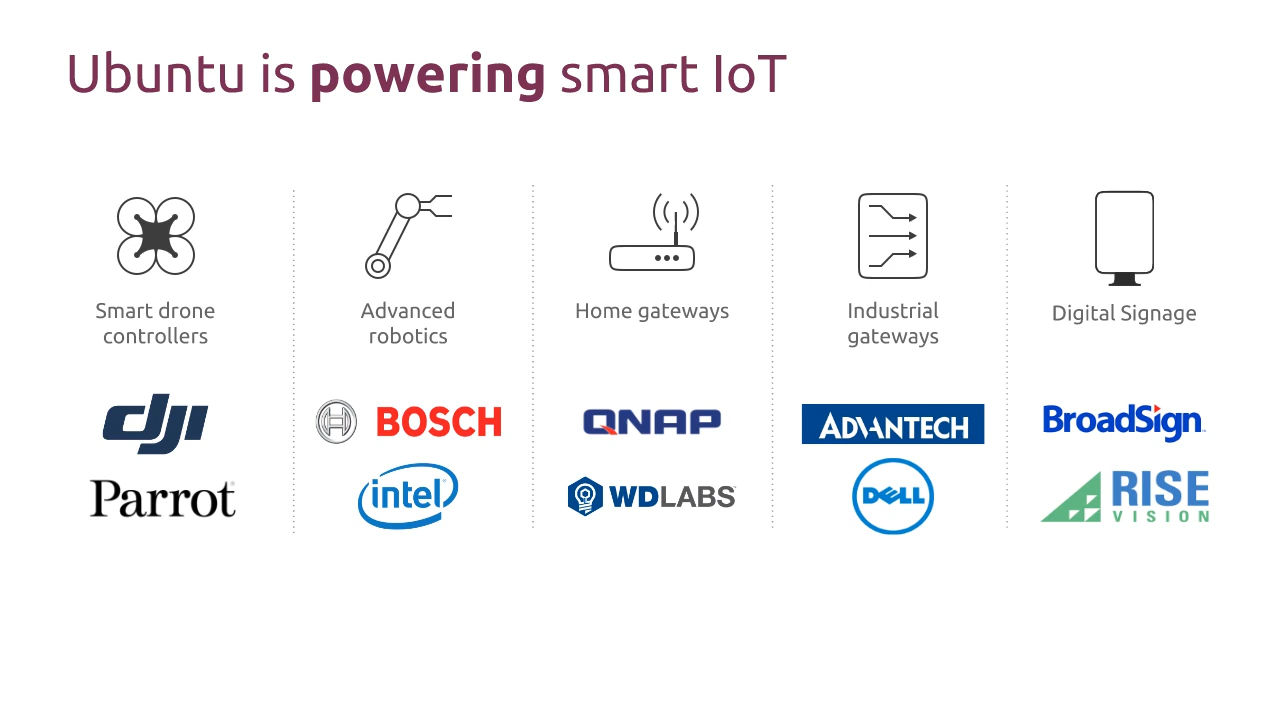 Ubuntu is powering smart IoT
Smart drone
controllers
Advanced
robotics
Home gateways
Industrial
gateways
Digital Signage
dji
BOSCH
QNAP
ADVANTECH
BroadSign
Parrot
intel
WDLABS
DELL
RISE
VISION